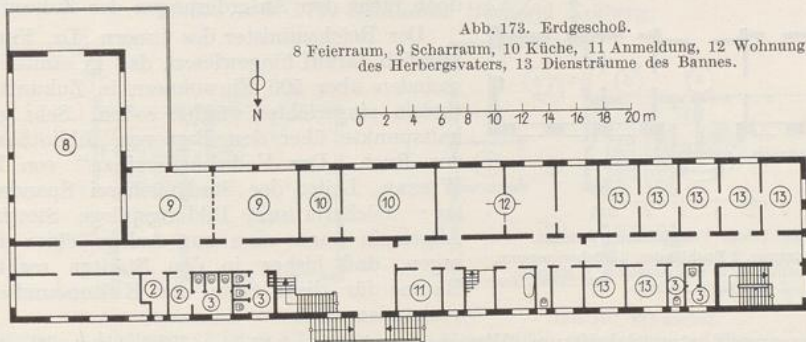 Abb. 173. Erdgeschoß.
8 Feierraum, 9 Scharraum, 10 Küche, 11 Anmeldung, 12 Wohnung
des Herbergsvaters, 13 Diensträume des Bannes.
N
0 2 4 6 8 10 12 14 16 18 20 m
8
9 9 10 10 12 13 13 13 13 13
2 2 3 3 11 13 13 3 3